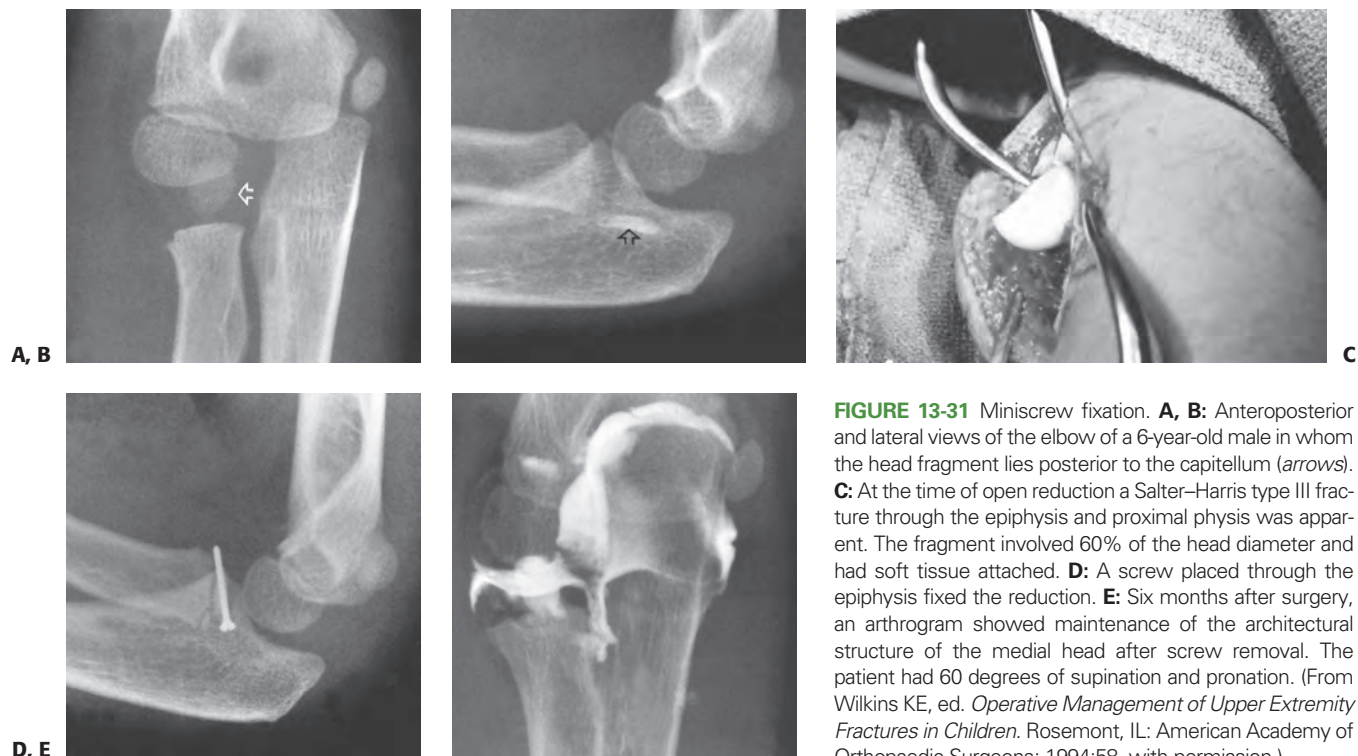 A, B
C
D, E
FIGURE 13-31 Miniscrew fixation. A, B: Anteroposterior
and lateral views of the elbow of a 6-year-old male in whom
the head fragment lies posterior to the capitellum (arrows).
C: At the time of open reduction a Salter–Harris type III frac-
ture through the epiphysis and proximal physis was appar-
ent. The fragment involved 60% of the head diameter and
had soft tissue attached. D: A screw placed through the
epiphysis fixed the reduction. E: Six months after surgery,
an arthrogram showed maintenance of the architectural
structure of the medial head after screw removal. The
patient had 60 degrees of supination and pronation. (From
Wilkins KE, ed. Operative Management of Upper Extremity
Fractures in Children. Rosemont, IL: American Academy of
Orthopaedic Surgeons; 1994:58, with permission.)